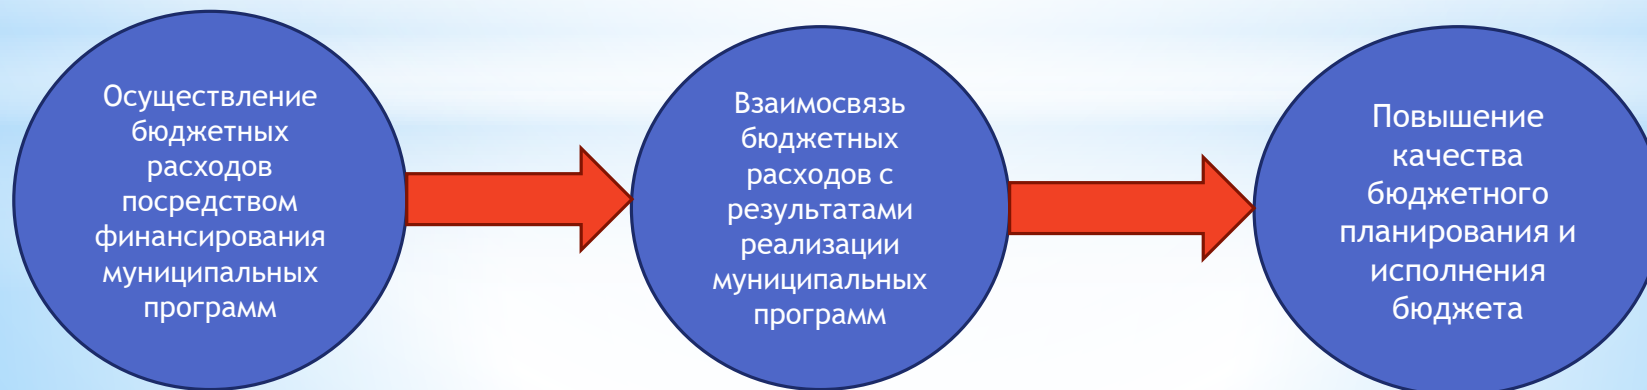 Осуществление
бюджетных
расходов
посредством
финансирования
муниципальных
программ
Взаимосвязь
бюджетных
расходов с
результатами
реализации
муниципальных
программ
Повышение
качества
бюджетного
планирования и
исполнения
бюджета